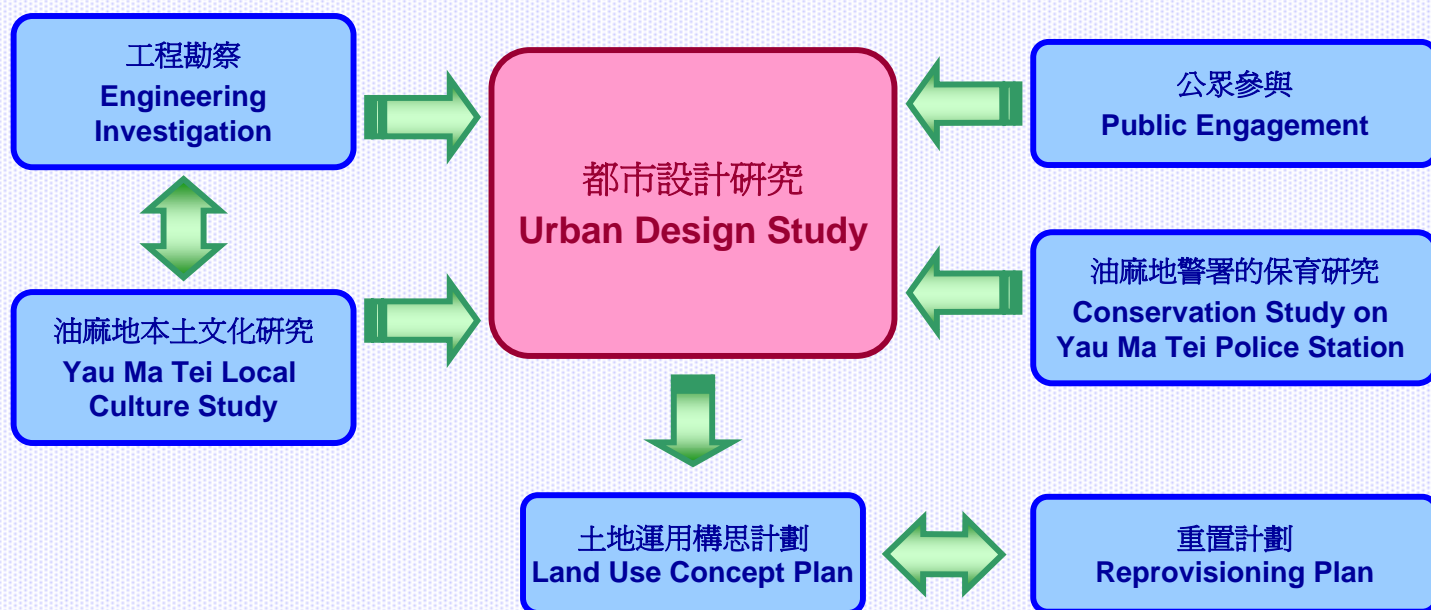 工程勘察
Engineering
Investigation
公眾參與
Public Engagement
都市設計研究
Urban Design Study
油麻地本土文化研究
Yau Ma Tei Local
Culture Study
油麻地警署的保育研究
Conservation Study on
Yau Ma Tei Police Station
土地運用構思計劃
Land Use Concept Plan
重置計劃
Reprovisioning Plan